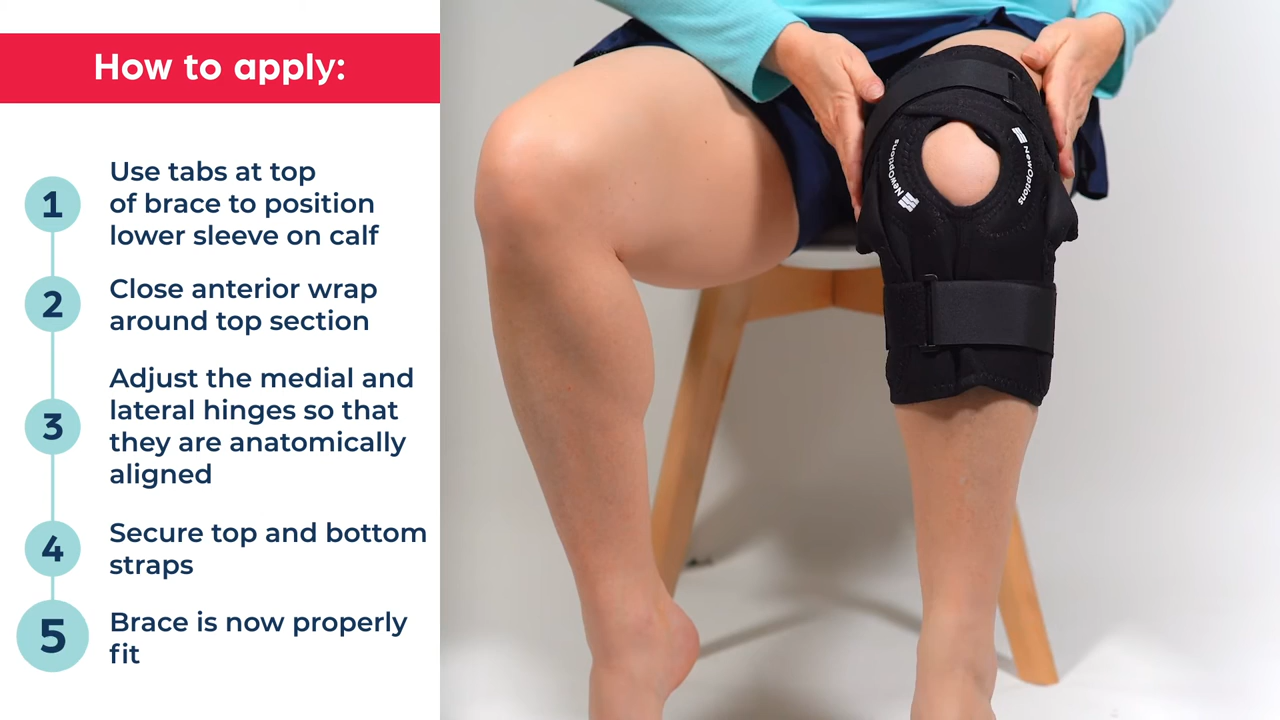 How to apply:
1
Use tabs at top
of brace to position
lower sleeve on calf
2
Close anterior wrap
around top section
3
Adjust the medial and
lateral hinges so that
they are anatomically
aligned
4
Secure top and bottom
straps
5
Brace is now properly
fit
NewOptions
NewOptions